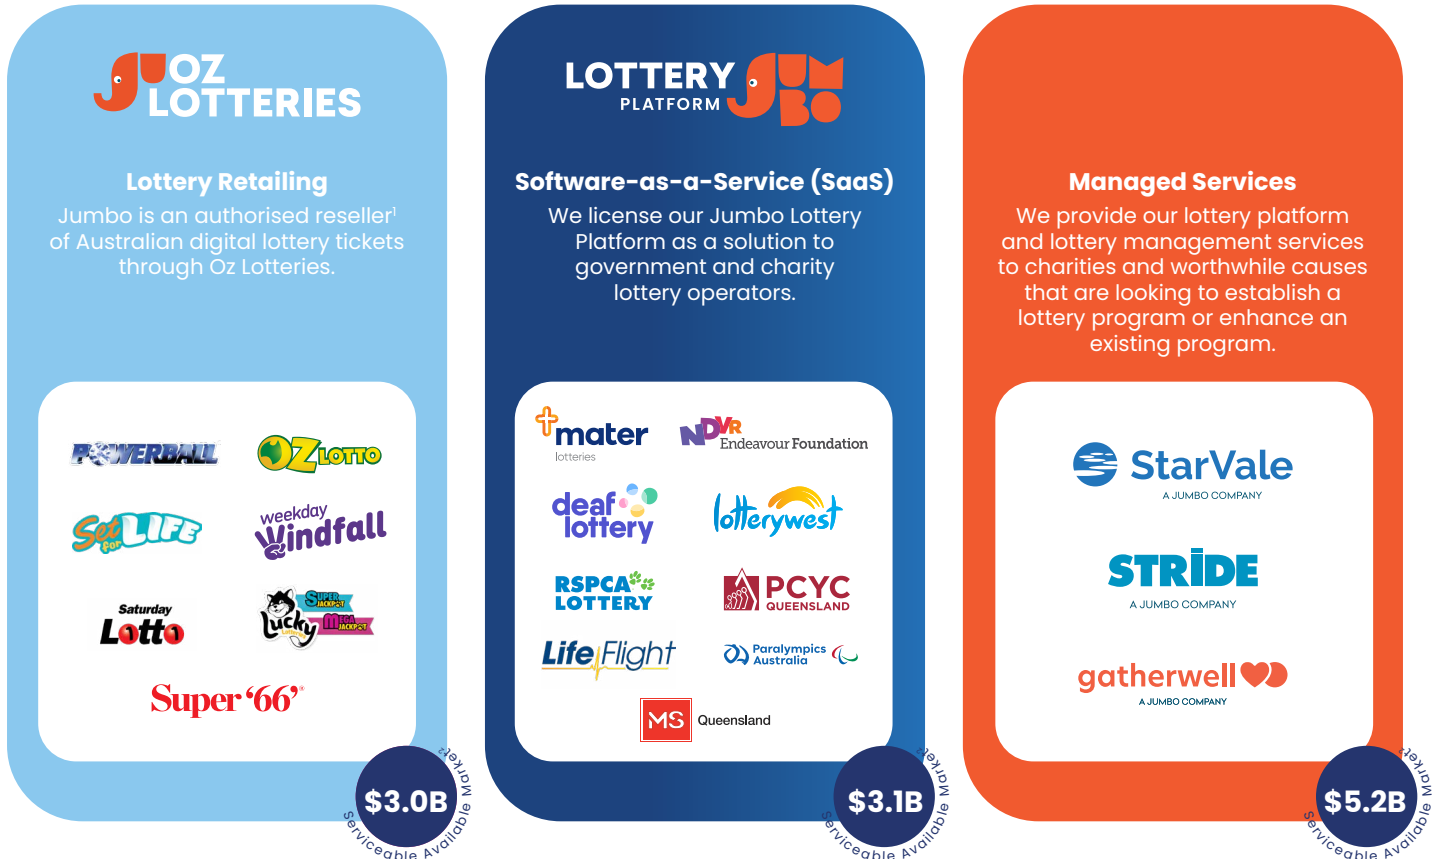 OZ
LOTTERIES
Lottery Retailing
Jumbo is an authorised reseller¹
of Australian digital lottery tickets
through Oz Lotteries.
POWERBALL
OZ LOTTO
Set for LIFE
weekday
Windfall
Saturday
Lotto
Lucky
Lotteries
SUPER
JACKPOT
MEGA
JACKPOT
Super ‘66’
$3.0B
Serviceable Available Market²
LOTTERY
PLATFORM
JUMBO
Software-as-a-Service (SaaS)
We license our Jumbo Lottery
Platform as a solution to
government and charity
lottery operators.
mater
lotteries
NDVR
Endeavour Foundation
deaf
lottery
lotterywest
RSPCA
LOTTERY
PCYC
QUEENSLAND
LifeFlight
Paralympics
Australia
MS
Queensland
$3.1B
Serviceable Available Market²
Managed Services
We provide our lottery platform
and lottery management services
to charities and worthwhile causes
that are looking to establish a
lottery program or enhance an
existing program.
StarVale
A JUMBO COMPANY
STRIDE
A JUMBO COMPANY
gatherwell
A JUMBO COMPANY
$5.2B
Serviceable Available Market²